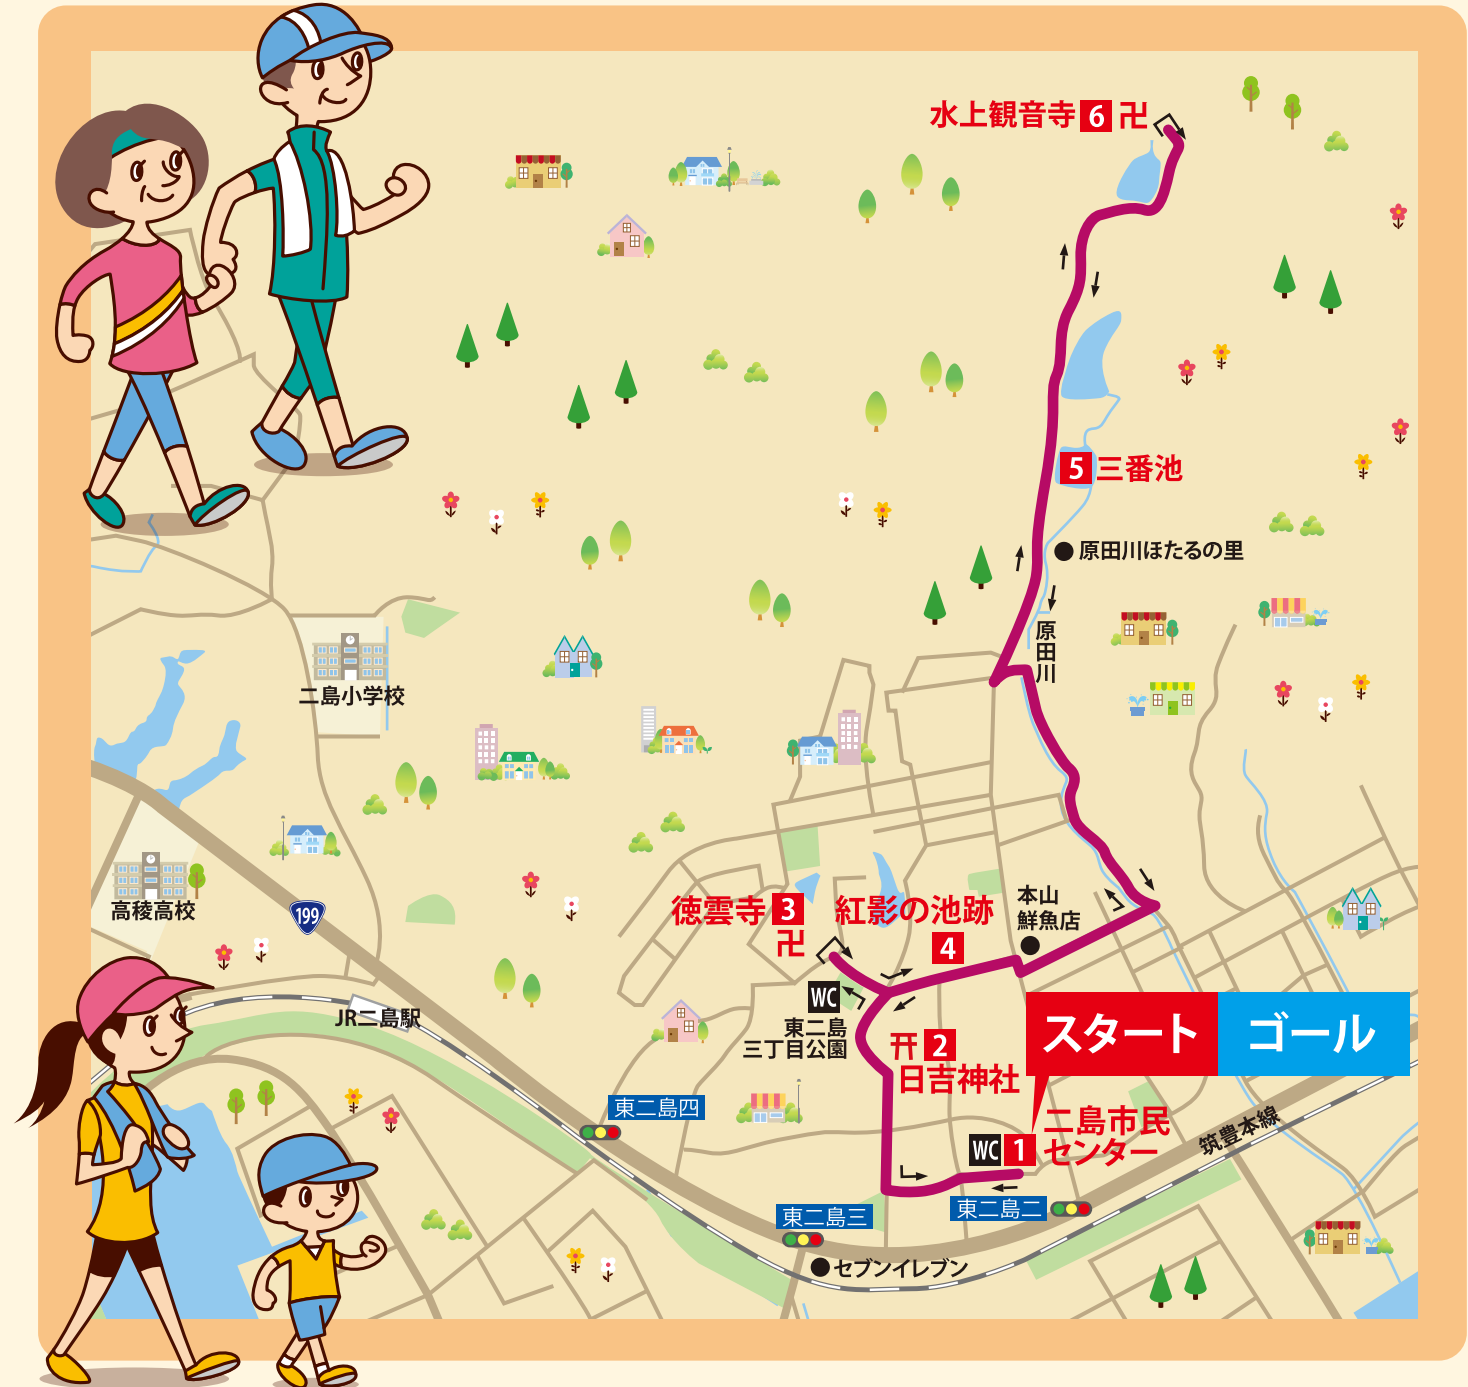 水上観音寺 6 卍
5 三番池
原田川ほたるの里
原田川
二島小学校
高稜高校
199
徳雲寺 3
卍
紅影の池跡
4
本山
鮮魚店
WC
東二島
三丁目公園
2
日吉神社
JR二島駅
スタート ゴール
東二島四
二島市民
センター
WC 1
筑豊本線
東二島三
東二島二
セブンイレブン